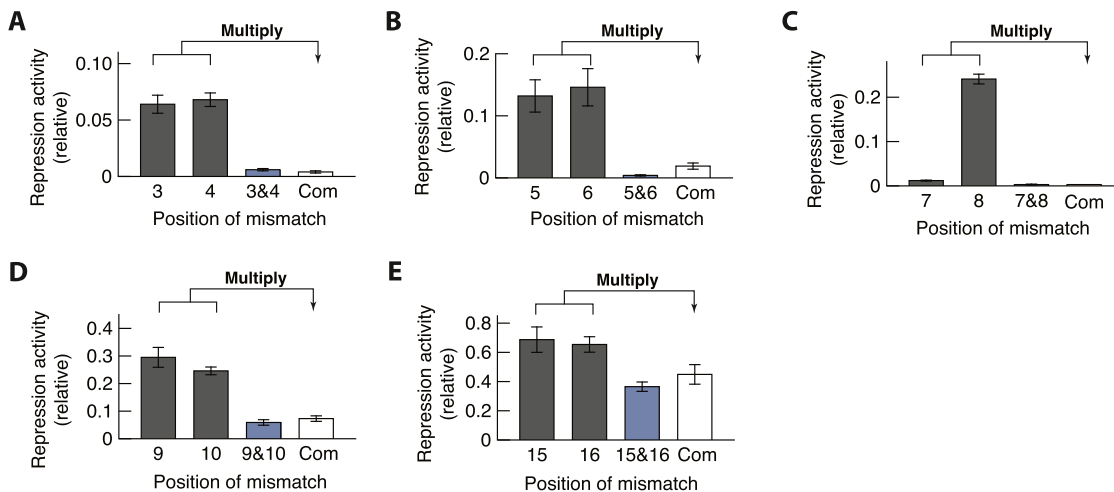 A
Multiply
Repression activity
(relative)
0.10
0.05
0
3 4 3&4 Com
Position of mismatch
B
Multiply
Repression activity
(relative)
0.2
0.1
0
5 6 5&6 Com
Position of mismatch
C
Multiply
Repression activity
(relative)
0.2
0.1
0
7 8 7&8 Com
Position of mismatch
D
Multiply
Repression activity
(relative)
0.4
0.3
0.2
0.1
0
9 10 9&10 Com
Position of mismatch
E
Multiply
Repression activity
(relative)
0.8
0.6
0.4
0.2
0
15 16 15&16 Com
Position of mismatch